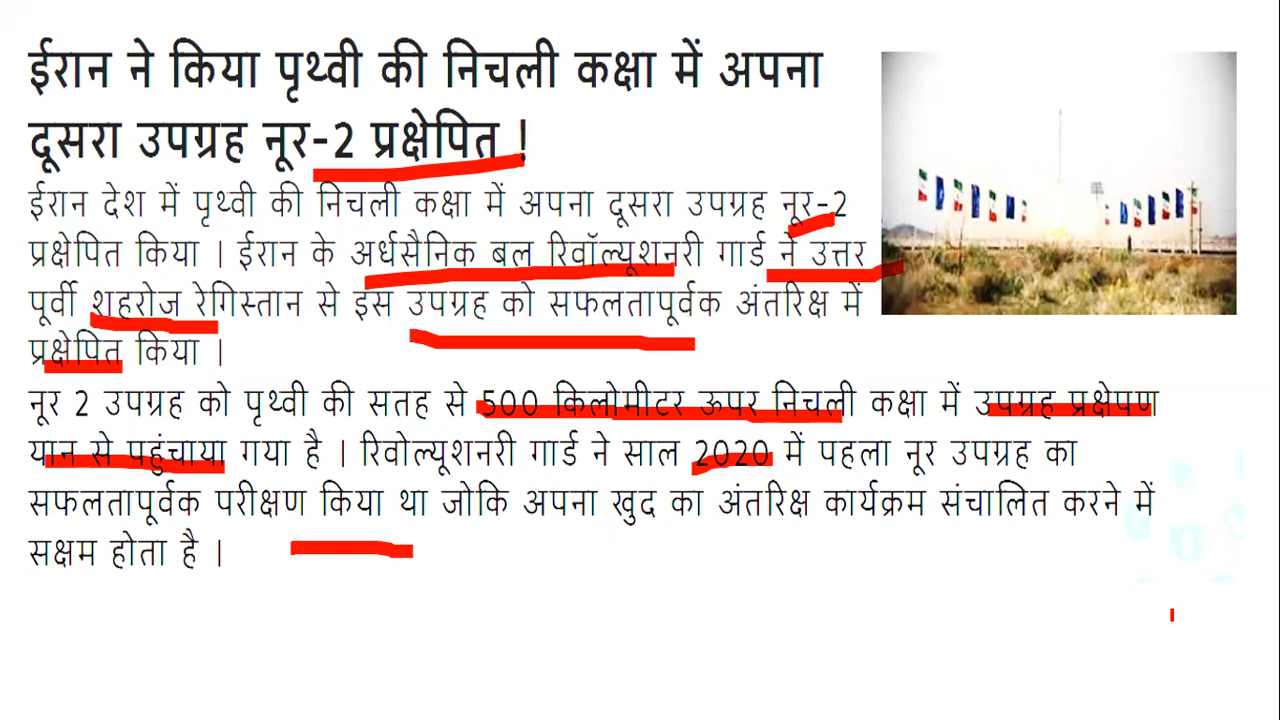 ईरान ने किया पृथ्वी की निचली कक्षा में अपना
दूसरा उपग्रह नूर-2 प्रक्षेपित !
ईरान देश में पृथ्वी की निचली कक्षा में अपना दूसरा उपग्रह नूर-2
प्रक्षेपित किया । ईरान के अर्धसैनिक बल रिवॉल्यूशनरी गार्ड ने उत्तर
पूर्वी शहरोज रेगिस्तान से इस उपग्रह को सफलतापूर्वक अंतरिक्ष में
प्रक्षेपित किया ।
नूर 2 उपग्रह को पृथ्वी की सतह से 500 किलोमीटर ऊपर निचली कक्षा में उपग्रह प्रक्षेपण
यान से पहुंचाया गया है । रिवोल्यूशनरी गार्ड ने साल 2020 में पहला नूर उपग्रह का
सफलतापूर्वक परीक्षण किया था जोकि अपना खुद का अंतरिक्ष कार्यक्रम संचालित करने में
सक्षम होता है ।